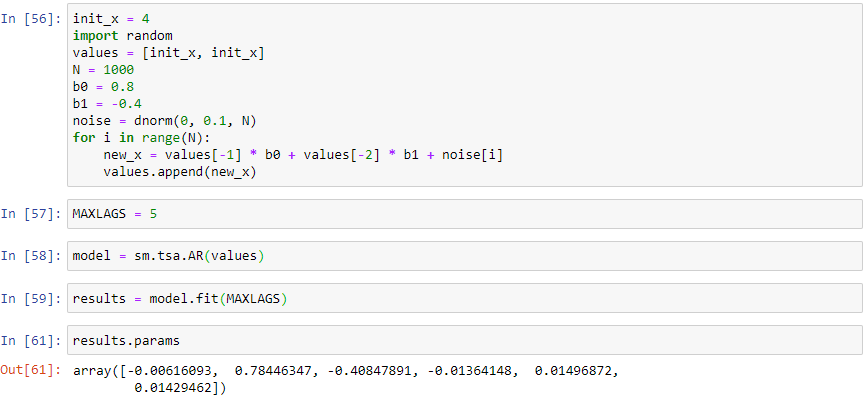 In [56]: init_x = 4
import random
values = [init_x, init_x]
N = 1000
b0 = 0.8
b1 = -0.4
noise = dnorm(0, 0.1, N)
for i in range(N):
    new_x = values[-1] * b0 + values[-2] * b1 + noise[i]
    values.append(new_x)
In [57]: MAXLAGS = 5
In [58]: model = sm.tsa.AR(values)
In [59]: results = model.fit(MAXLAGS)
In [61]: results.params
Out[61]: array([-0.00616093,  0.78446347, -0.40847891, -0.01364148,  0.01496872,
        0.01429462])